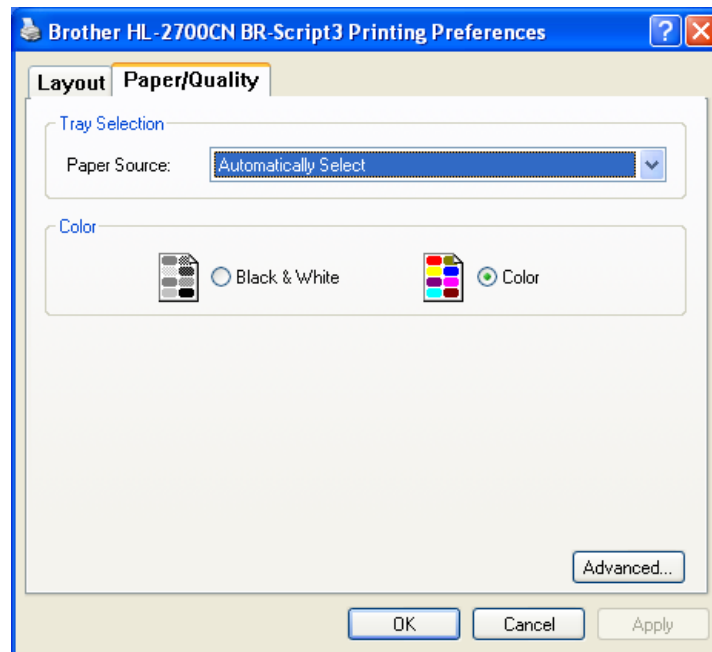 Brother HL-2700CN BR-Script3 Printing Preferences ?
Layout Paper/Quality
Tray Selection
Paper Source: Automatically Select
Color
Black & White Color
Advanced...
OK Cancel Apply